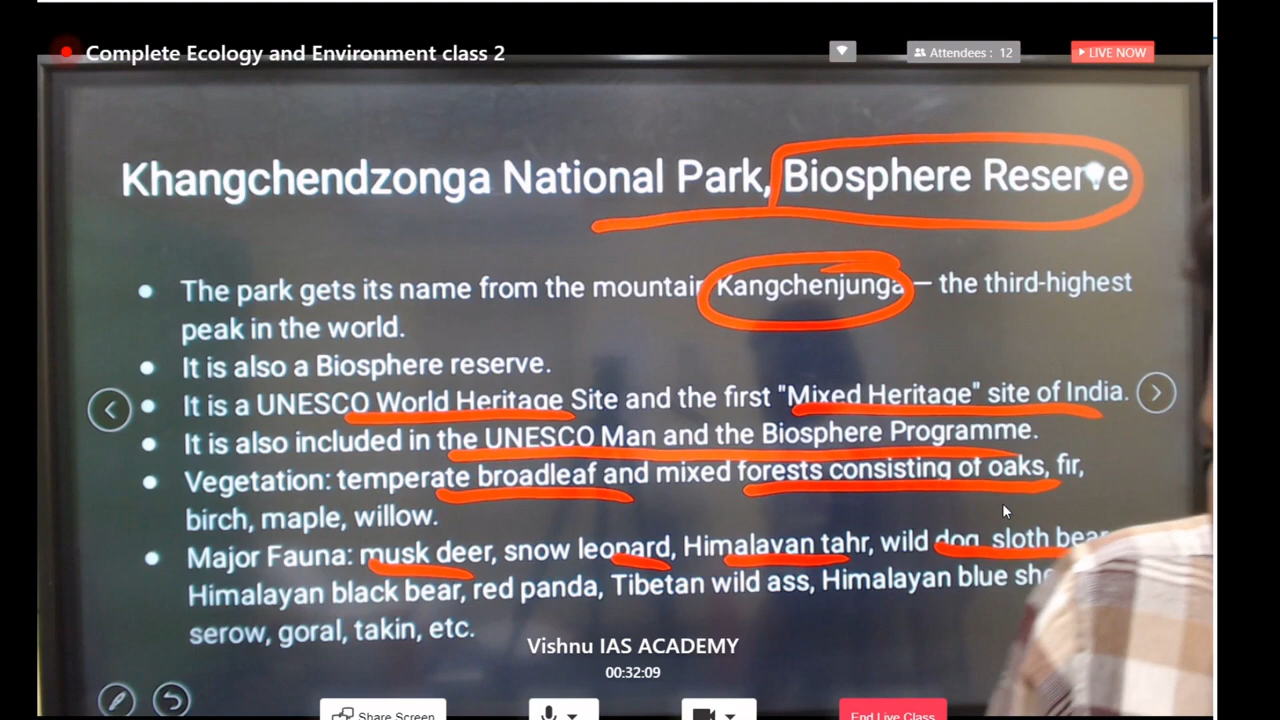 Complete Ecology and Environment class 2
Attendees : 12
LIVE NOW
Khangchendzonga National Park, Biosphere Reserve
The park gets its name from the mountain Kangchenjunga – the third-highest
peak in the world.
It is also a Biosphere reserve.
It is a UNESCO World Heritage Site and the first "Mixed Heritage" site of India.
It is also included in the UNESCO Man and the Biosphere Programme.
Vegetation: temperate broadleaf and mixed forests consisting of oaks, fir,
birch, maple, willow.
Major Fauna: musk deer, snow leopard, Himalayan tahr, wild dog, sloth bear
Himalayan black bear, red panda, Tibetan wild ass, Himalayan blue
serow, goral, takin, etc.
Vishnu IAS ACADEMY
00:32:09
Share Screen
End Live Class